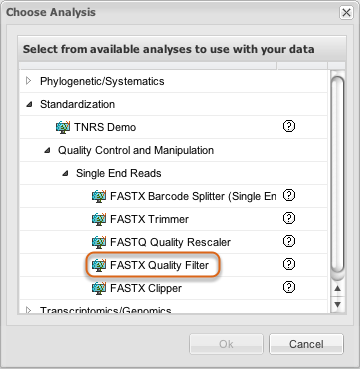 Choose Analysis
Select from available analyses to use with your data
Phylogenetic/Systematics
Standardization
TNRS Demo
Quality Control and Manipulation
Single End Reads
FASTX Barcode Splitter (Single En
FASTX Trimmer
FASTQ Quality Rescaler
FASTX Quality Filter
FASTX Clipper
Transcriptomics/Genomics
Ok
Cancel